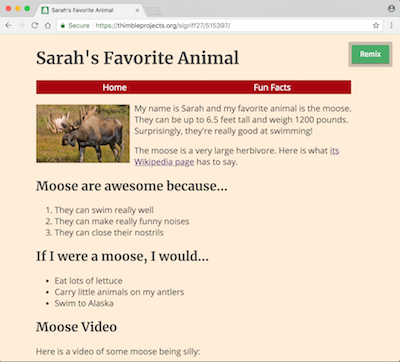 Sarah's Favorite Animal
Secure https://thimbleprojects.org/slgriff27/515397/
Sarah's Favorite Animal
Remix
Home Fun Facts
My name is Sarah and my favorite animal is the moose.
They can be up to 6.5 feet tall and weigh 1200 pounds.
Surprisingly, they're really good at swimming!
The moose is a very large herbivore. Here is what its
Wikipedia page has to say.
Moose are awesome because...
1. They can swim really well
2. They can make really funny noises
3. They can close their nostrils
If I were a moose, I would...
• Eat lots of lettuce
• Carry little animals on my antlers
• Swim to Alaska
Moose Video
Here is a video of some moose being silly: